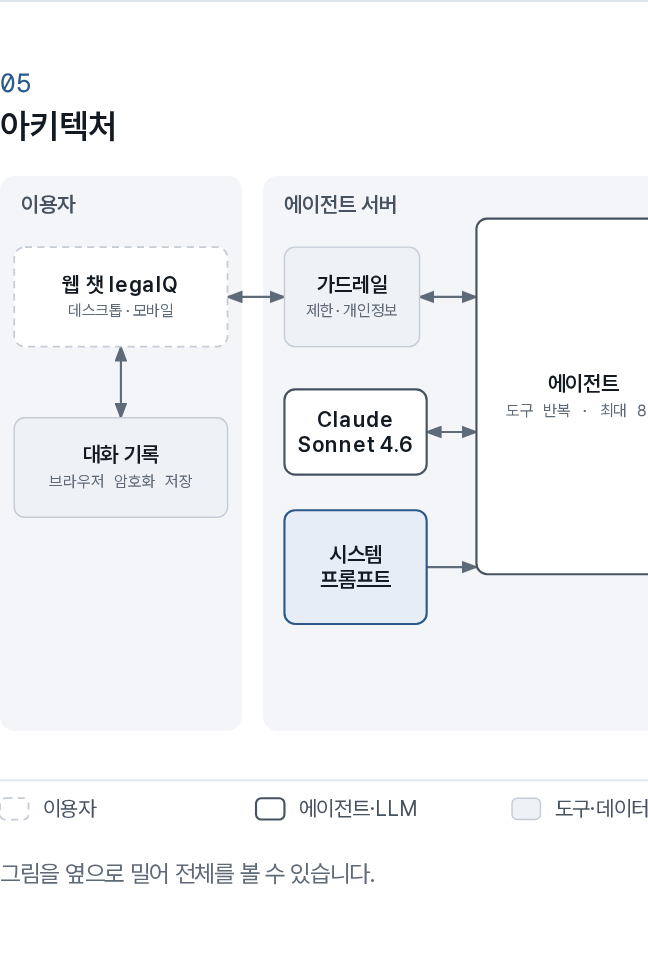 05
아키텍처
이용자
에이전트 서버
웹 챗 legalQ
데스크톱·모바일
가드레일
제한·개인정보
에이전트
도구 반복 · 최대 8
Claude
Sonnet 4.6
대화 기록
브라우저 암호화 저장
시스템
프롬프트
이용자
에이전트·LLM
도구·데이터
그림을 옆으로 밀어 전체를 볼 수 있습니다.